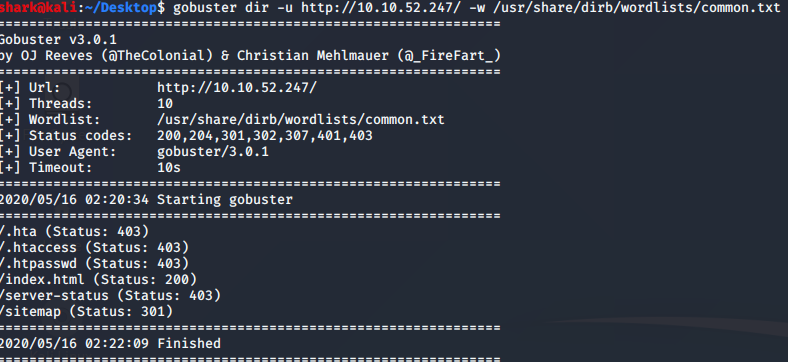 shark@kali:~/Desktop$ gobuster dir -u http://10.10.52.247/ -w /usr/share/dirb/wordlists/common.txt
===============================================================
Gobuster v3.0.1
by OJ Reeves (@TheColonial) & Christian Mehlmauer (@_FireFart_)
===============================================================
[+] Url:            http://10.10.52.247/
[+] Threads:        10
[+] Wordlist:       /usr/share/dirb/wordlists/common.txt
[+] Status codes:   200,204,301,302,307,401,403
[+] User Agent:     gobuster/3.0.1
[+] Timeout:        10s
===============================================================
2020/05/16 02:20:34 Starting gobuster
===============================================================
/.hta (Status: 403)
/.htaccess (Status: 403)
/.htpasswd (Status: 403)
/index.html (Status: 200)
/server-status (Status: 403)
/sitemap (Status: 301)
===============================================================
2020/05/16 02:22:09 Finished
===============================================================